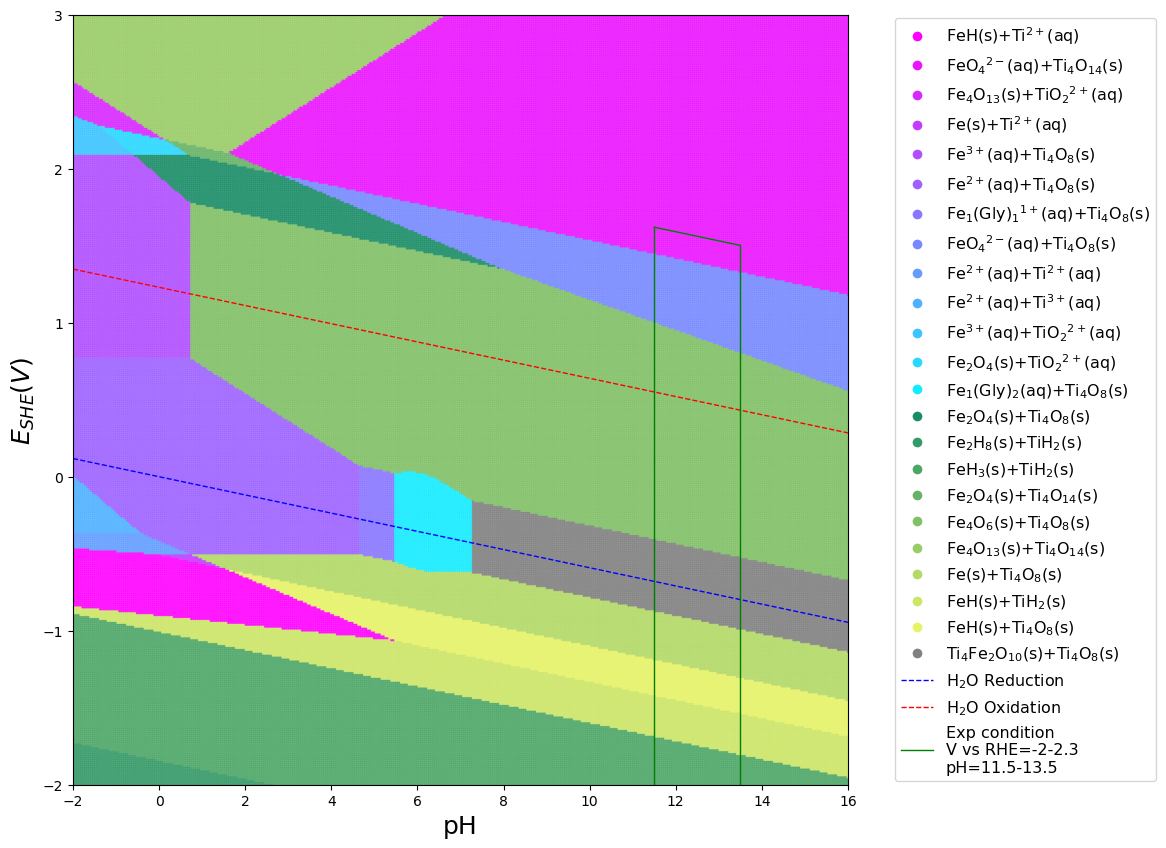 3
2
1
0
−1
−2
E_{SHE}(V)
−2 0 2 4 6 8 10 12 14 16
pH
FeH(s)+Ti²⁺(aq)
FeO₄²⁻(aq)+Ti₄O₁₄(s)
Fe₄O₁₃(s)+TiO₂²⁺(aq)
Fe(s)+Ti²⁺(aq)
Fe³⁺(aq)+Ti₄O₈(s)
Fe²⁺(aq)+Ti₄O₈(s)
Fe₁(Gly)₁¹⁺(aq)+Ti₄O₈(s)
FeO₄²⁻(aq)+Ti₄O₈(s)
Fe²⁺(aq)+Ti²⁺(aq)
Fe²⁺(aq)+Ti³⁺(aq)
Fe³⁺(aq)+TiO₂²⁺(aq)
Fe₂O₄(s)+TiO₂²⁺(aq)
Fe₁(Gly)₂(aq)+Ti₄O₈(s)
Fe₂O₄(s)+Ti₄O₈(s)
Fe₂H₈(s)+TiH₂(s)
FeH₃(s)+TiH₂(s)
Fe₂O₄(s)+Ti₄O₁₄(s)
Fe₄O₆(s)+Ti₄O₈(s)
Fe₄O₁₃(s)+Ti₄O₁₄(s)
Fe(s)+Ti₄O₈(s)
FeH(s)+TiH₂(s)
FeH(s)+Ti₄O₈(s)
Ti₄Fe₂O₁₀(s)+Ti₄O₈(s)
H₂O Reduction
H₂O Oxidation
Exp condition
V vs RHE=-2-2.3
pH=11.5-13.5